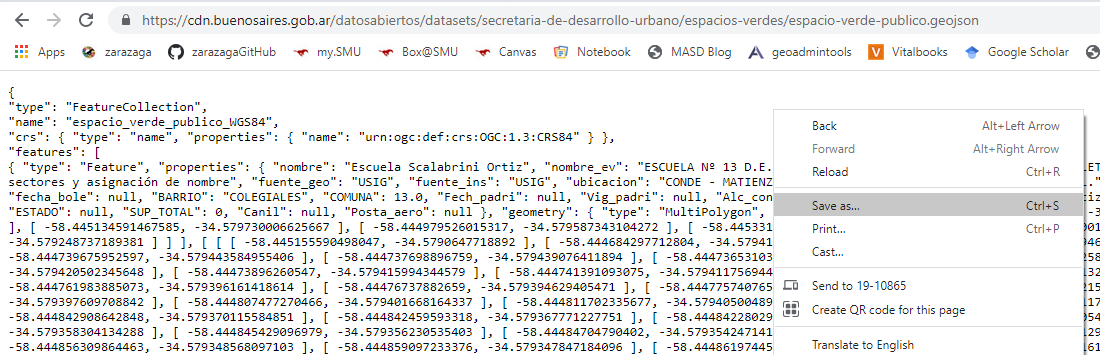 https://cdn.buenosaires.gob.ar/datosabiertos/datasets/secretaria-de-desarrollo-urbano/espacios-verdes/espacio-verde-publico.geojson
Apps zarazaga zarazagaGitHub my.SMU Box@SMU Canvas Notebook MASD Blog geoadmintools Vitalbooks Google Scholar
{
"type": "FeatureCollection",
"name": "espacio_verde_publico_WGS84",
"crs": { "type": "name", "properties": { "name": "urn:ogc:def:crs:OGC:1.3:CRS84" } },
"features": [
{ "type": "Feature", "properties": { "nombre": "Escuela Scalabrini Ortiz", "nombre_ev": "ESCUELA Nº 13 D.E.
sectores y asignación de nombre", "fuente_geo": "USIG", "fuente_ins": "USIG", "ubicacion": "CONDE - MATIENZ
"fecha_bole": null, "BARRIO": "COLEGIALES", "COMUNA": 13.0, "Fech_padri": null, "Vig_padri": null, "Alc_con
"ESTADO": null, "SUP_TOTAL": 0, "Canil": null, "Posta_aero": null }, "geometry": { "type": "MultiPolygon",
], [ -58.445134591467585, -34.579730006625667 ], [ -58.444979526015317, -34.579587343104272 ], [ -58.445331
-34.579248737189381 ] ] ], [ [ [ -58.445155590498047, -34.5790647718892 ], [ -58.444684297712804, -34.57941
-58.444739675952597, -34.579443584955406 ], [ -58.444737698896759, -34.579439076411894 ], [ -58.44473653103
-34.579420502345648 ], [ -58.44473896260547, -34.579415994344579 ], [ -58.444741391093075, -34.579411756944
-58.444761983885073, -34.579396161418614 ], [ -58.44476737882659, -34.579394629405471 ], [ -58.444775740765
-34.579397609708842 ], [ -58.444807477270466, -34.579401668164337 ], [ -58.444811702335677, -34.57940500489
-58.444842908642848, -34.579370115584851 ], [ -58.444842459593318, -34.579367771227751 ], [ -58.44484228029
-34.579358304134288 ], [ -58.444845429096979, -34.579356230535403 ], [ -58.44484704790402, -34.579354247141
-58.444856309864463, -34.579348568097103 ], [ -58.444859097233376, -34.579347847184096 ], [ -58.44486197445
Back Alt+Left Arrow
Forward Alt+Right Arrow
Reload Ctrl+R
Save as... Ctrl+S
Print... Ctrl+P
Cast...
Send to 19-10865
Create QR code for this page
Translate to English